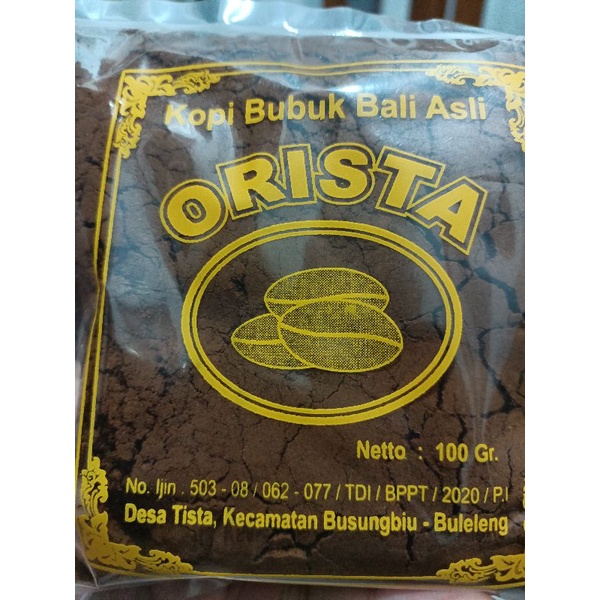 Kopi Bubuk Bali Asli
ORISTA
Netto : 100 Gr.
No. Ijin . 503 - 08 / 062 - 077 / TDI / BPPT / 2020 / P.I
Desa Tista, Kecamatan Busungbiu - Buleleng